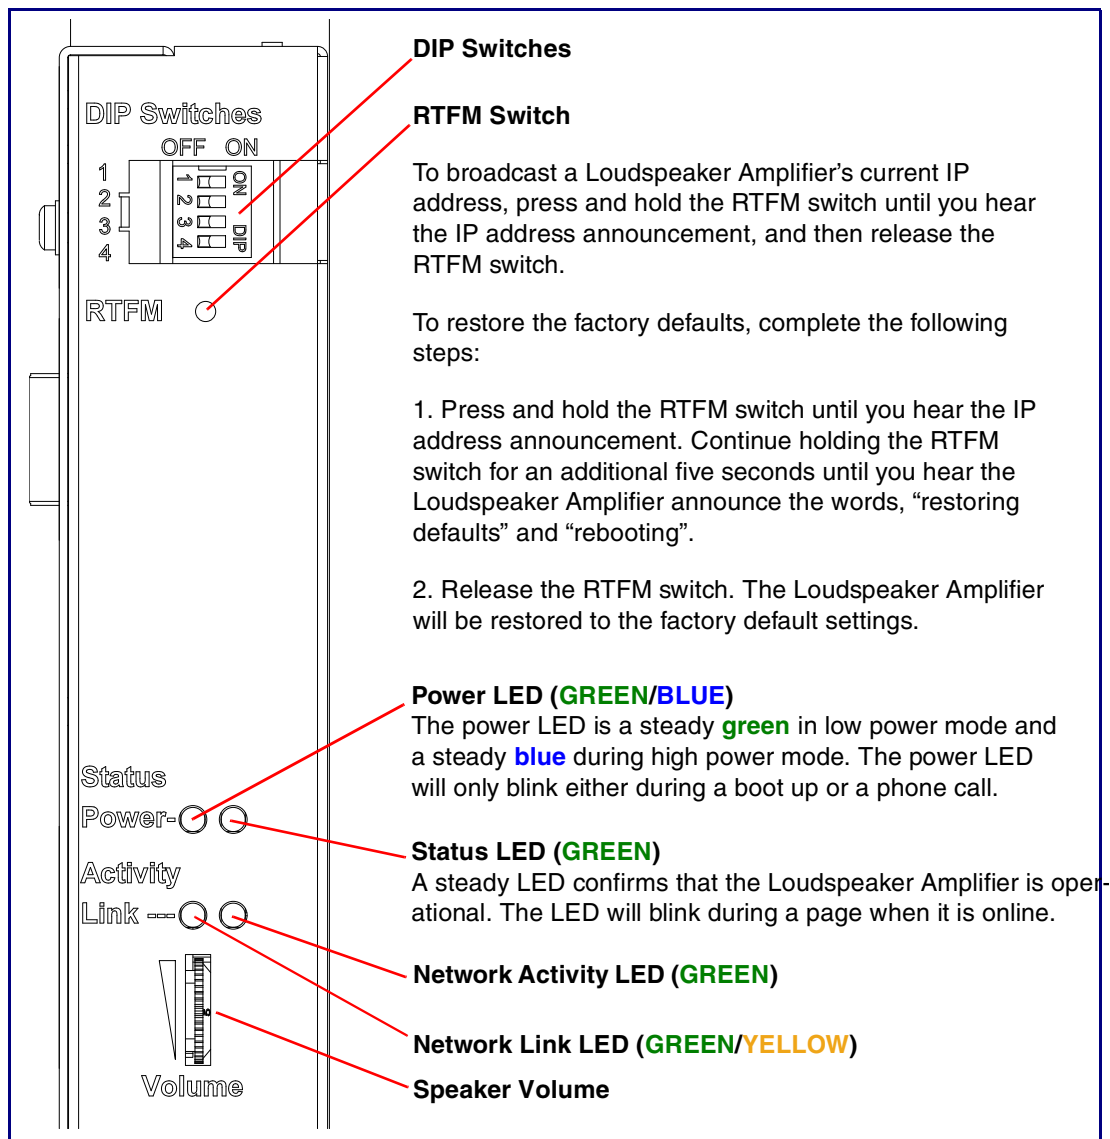 DIP Switches
OFF ON
1
2
3
4
1
2
3
4
ON
DIP
RTFM
Status
Power-
Activity
Link ---
Volume
DIP Switches
RTFM Switch
To broadcast a Loudspeaker Amplifier's current IP
address, press and hold the RTFM switch until you hear
the IP address announcement, and then release the
RTFM switch.
To restore the factory defaults, complete the following
steps:
1. Press and hold the RTFM switch until you hear the IP
address announcement. Continue holding the RTFM
switch for an additional five seconds until you hear the
Loudspeaker Amplifier announce the words, “restoring
defaults” and “rebooting”.
2. Release the RTFM switch. The Loudspeaker Amplifier
will be restored to the factory default settings.
Power LED (GREEN/BLUE)
The power LED is a steady green in low power mode and
a steady blue during high power mode. The power LED
will only blink either during a boot up or a phone call.
Status LED (GREEN)
A steady LED confirms that the Loudspeaker Amplifier is oper-
ational. The LED will blink during a page when it is online.
Network Activity LED (GREEN)
Network Link LED (GREEN/YELLOW)
Speaker Volume